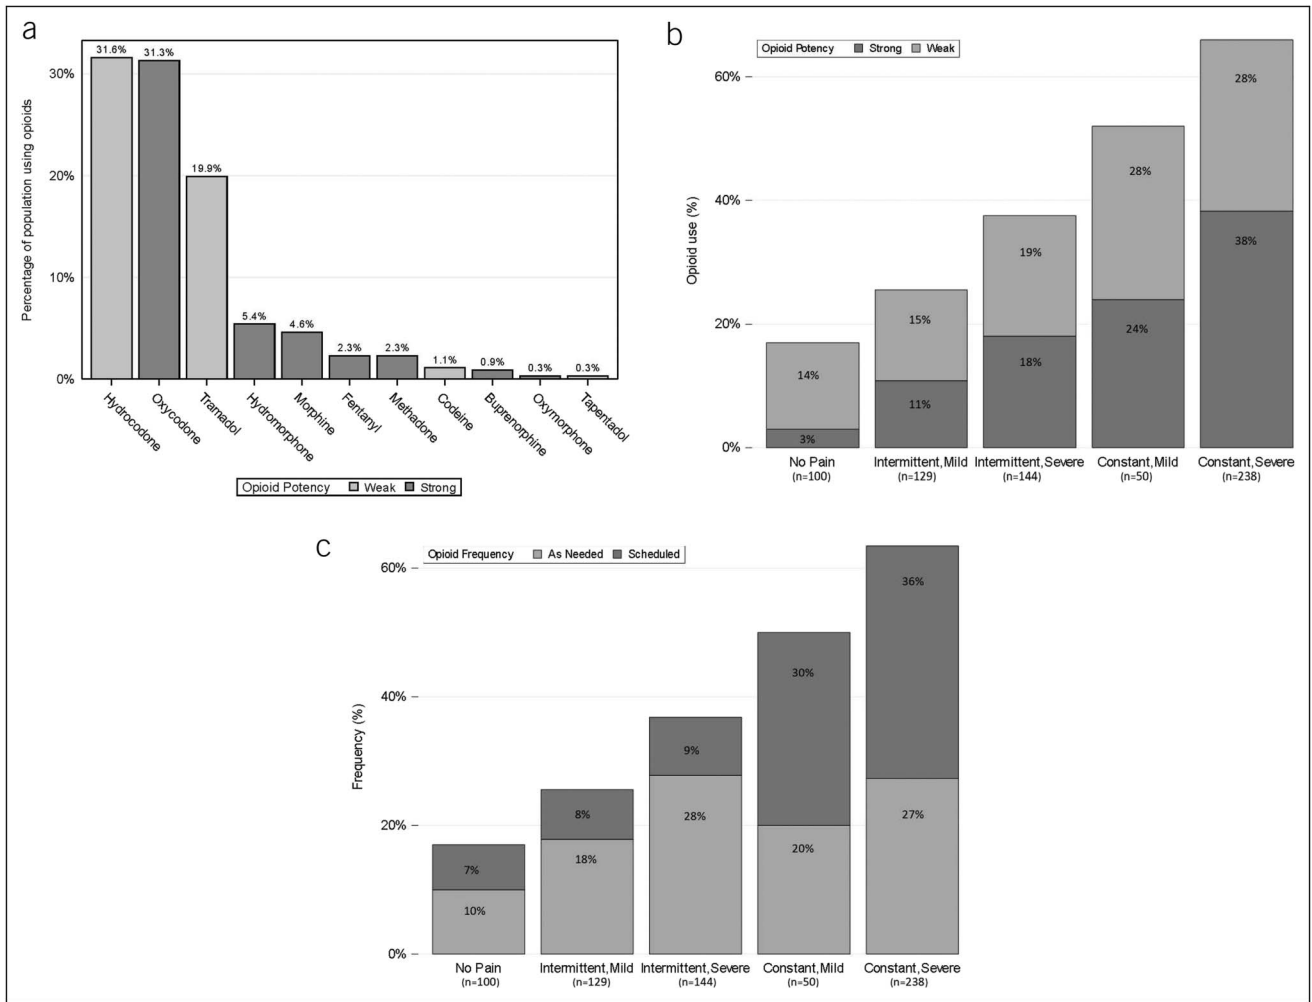 a
Percentage of population using opioids
30%
20%
10%
0%
31.6%
31.3%
19.9%
5.4%
4.6%
2.3%
2.3%
1.1%
0.9%
0.3%
0.3%
Hydrocodone
Oxycodone
Tramadol
Hydromorphone
Morphine
Fentanyl
Methadone
Codeine
Buprenorphine
Oxymorphone
Tapentadol
Opioid Potency Weak Strong
b
Opioid Potency Strong Weak
Opioid use (%)
60%
40%
20%
0%
14%
3%
15%
11%
19%
18%
28%
24%
28%
38%
No Pain Intermittent, Mild Intermittent, Severe Constant, Mild Constant, Severe
(n=100) (n=129) (n=144) (n=50) (n=238)
c
Opioid Frequency As Needed Scheduled
Frequency (%)
60%
40%
20%
0%
7%
10%
8%
18%
9%
28%
30%
20%
36%
27%
No Pain Intermittent, Mild Intermittent, Severe Constant, Mild Constant, Severe
(n=100) (n=129) (n=144) (n=50) (n=238)